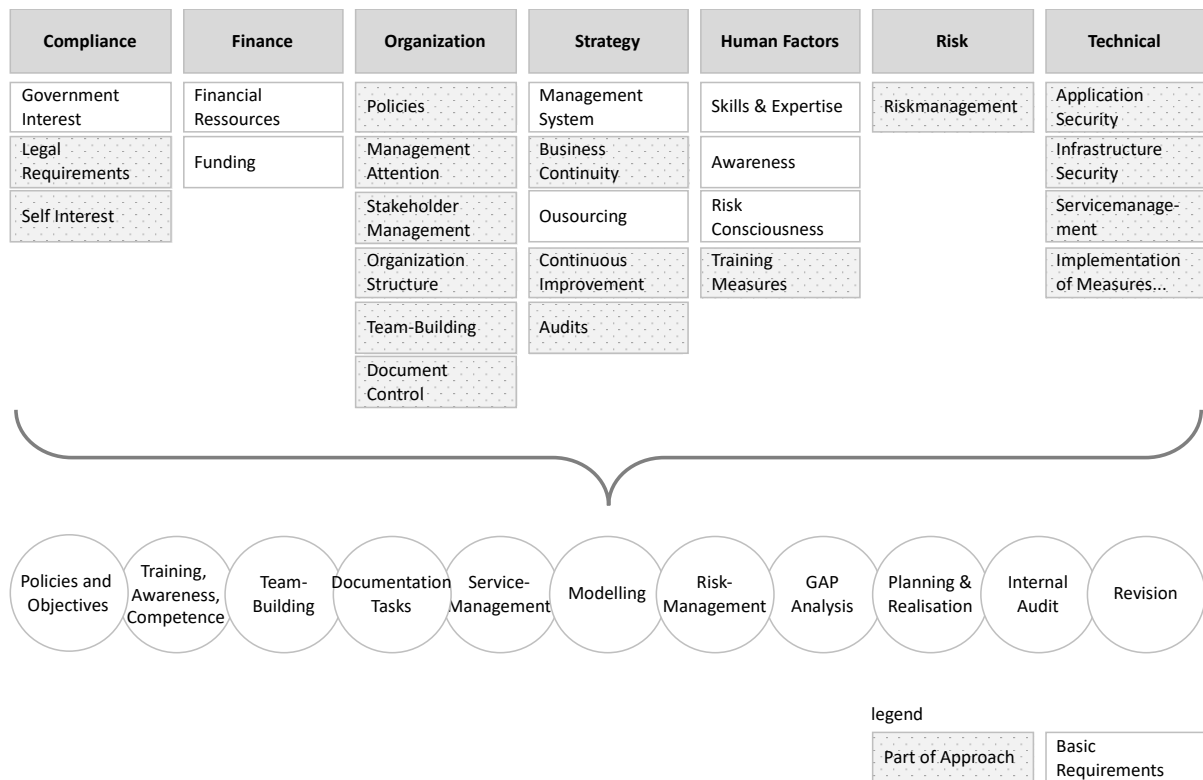 Compliance
Finance
Organization
Strategy
Human Factors
Risk
Technical
Government
Interest
Legal
Requirements
Self Interest
Financial
Ressources
Funding
Policies
Management
Attention
Stakeholder
Management
Organization
Structure
Team-Building
Document
Control
Management
System
Business
Continuity
Ousourcing
Continuous
Improvement
Audits
Skills & Expertise
Awareness
Risk
Consciousness
Training
Measures
Riskmanagement
Application
Security
Infrastructure
Security
Servicemanage-
ment
Implementation
of Measures...
Policies and
Objectives
Training,
Awareness,
Competence
Team-
Building
Documentation
Tasks
Service-
Management
Modelling
Risk-
Management
GAP
Analysis
Planning &
Realisation
Internal
Audit
Revision
legend
Part of Approach
Basic
Requirements